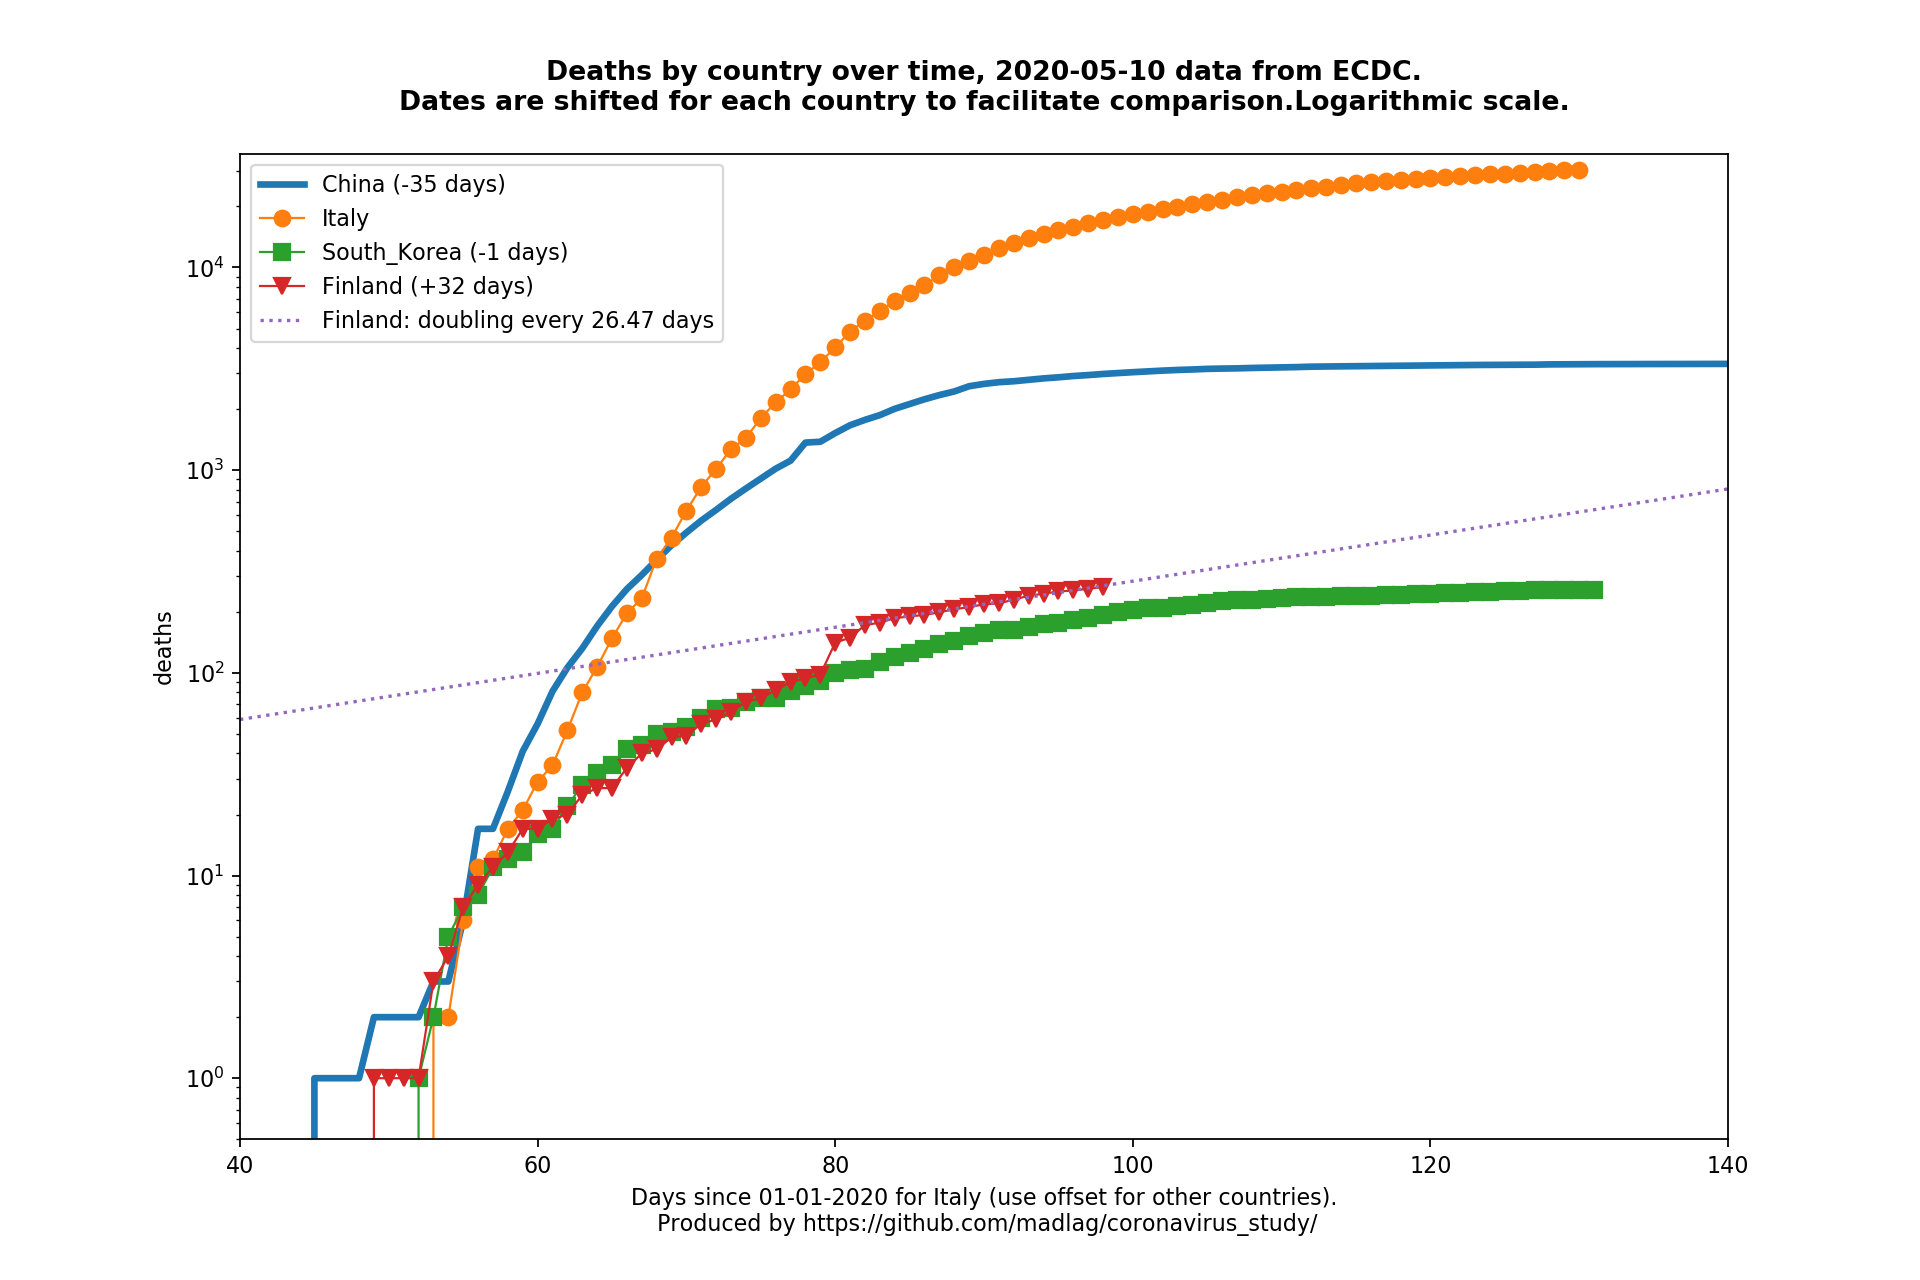 Deaths by country over time, 2020-05-10 data from ECDC.
Dates are shifted for each country to facilitate comparison.Logarithmic scale.
China (-35 days)
Italy
South_Korea (-1 days)
Finland (+32 days)
Finland: doubling every 26.47 days
deaths
10⁴
10³
10²
10¹
10⁰
40 60 80 100 120 140
Days since 01-01-2020 for Italy (use offset for other countries).
Produced by https://github.com/madlag/coronavirus_study/